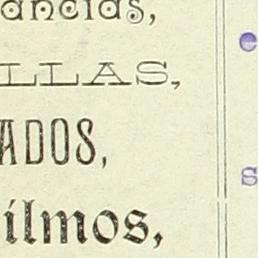 ancias,
LLAS,
ADOS,
ílmos,
e
s